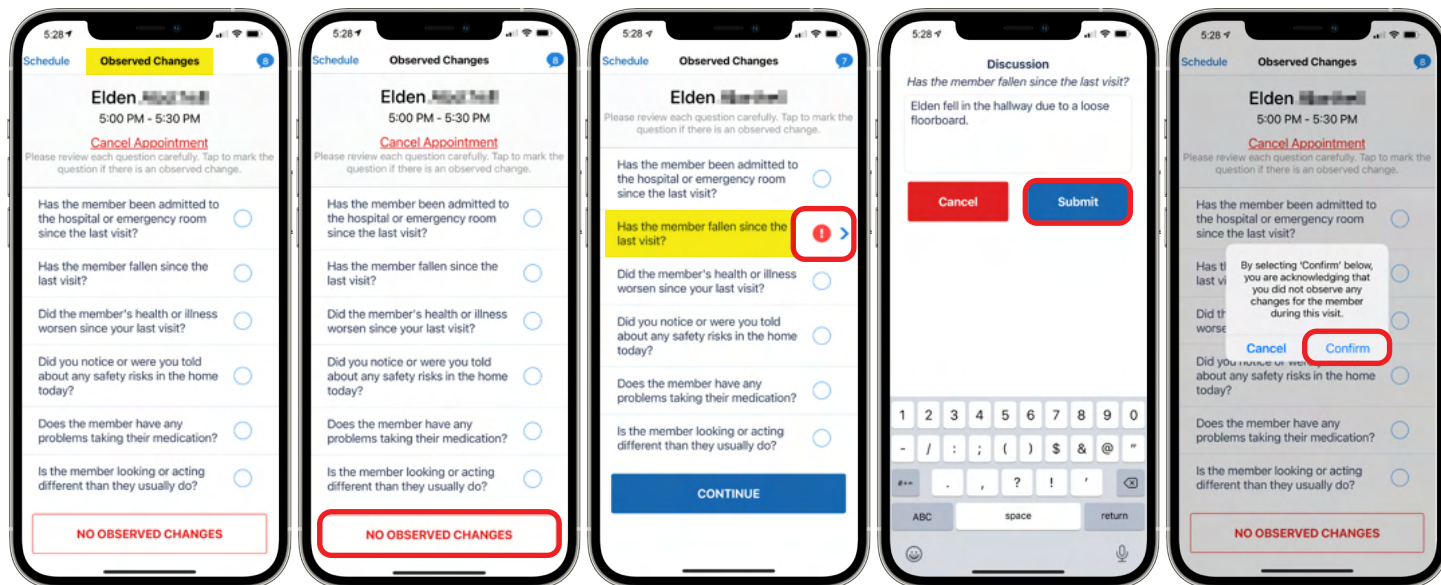 5:28
Schedule Observed Changes 8
Elden
5:00 PM - 5:30 PM
Cancel Appointment
Please review each question carefully. Tap to mark the
question if there is an observed change.
Has the member been admitted to
the hospital or emergency room
since the last visit?
Has the member fallen since the
last visit?
Did the member's health or illness
worsen since your last visit?
Did you notice or were you told
about any safety risks in the home
today?
Does the member have any
problems taking their medication?
Is the member looking or acting
different than they usually do?
NO OBSERVED CHANGES
5:28
Schedule Observed Changes 8
Elden
5:00 PM - 5:30 PM
Cancel Appointment
Please review each question carefully. Tap to mark the
question if there is an observed change.
Has the member been admitted to
the hospital or emergency room
since the last visit?
Has the member fallen since the
last visit?
Did the member's health or illness
worsen since your last visit?
Did you notice or were you told
about any safety risks in the home
today?
Does the member have any
problems taking their medication?
Is the member looking or acting
different than they usually do?
NO OBSERVED CHANGES
5:28
Schedule Observed Changes 7
Elden
Please review each question carefully. Tap to mark the
question if there is an observed change.
Has the member been admitted to
the hospital or emergency room
since the last visit?
Has the member fallen since the
last visit?
Did the member's health or illness
worsen since your last visit?
Did you notice or were you told
about any safety risks in the home
today?
Does the member have any
problems taking their medication?
Is the member looking or acting
different than they usually do?
CONTINUE
5:28
Discussion
Has the member fallen since the last visit?
Elden fell in the hallway due to a loose
floorboard.
Cancel Submit
1 2 3 4 5 6 7 8 9 0
- / : ; ( ) $ & @ "
#+= . , ? ! '
ABC space return
5:28
Schedule Observed Changes 8
Elden
5:00 PM - 5:30 PM
Cancel Appointment
Please review each question carefully. Tap to mark the
question if there is an observed change.
Has the member been admitted to
the hospital or emergency room
since the last visit?
Has t
last vi
Did th
worse
By selecting 'Confirm' below,
you are acknowledging that
you did not observe any
changes for the member
during this visit.
Cancel Confirm
Did you notice or were you told
about any safety risks in the home
today?
Does the member have any
problems taking their medication?
Is the member looking or acting
different than they usually do?
NO OBSERVED CHANGES